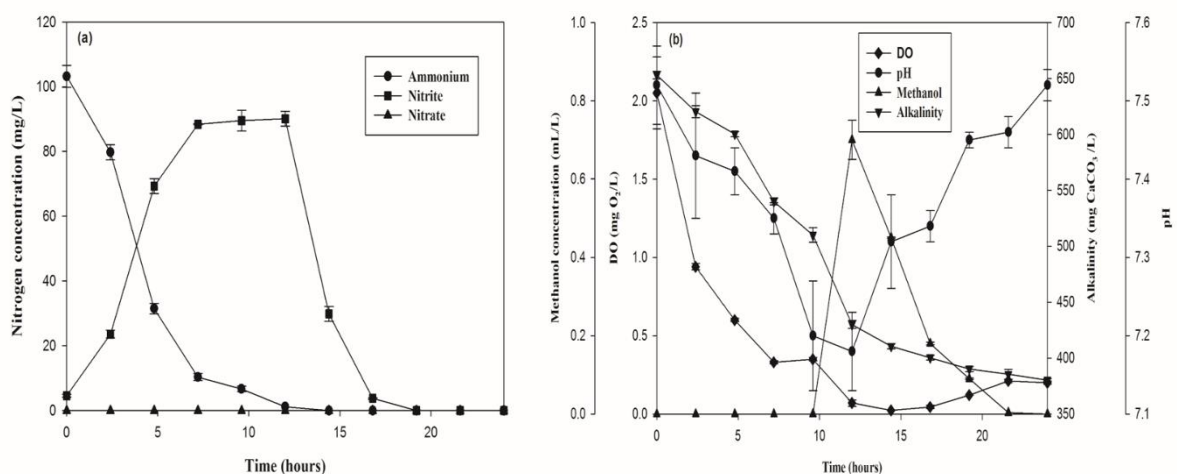 (a)
Nitrogen concentration (mg/L)
120
100
80
60
40
20
0
Ammonium
Nitrite
Nitrate
0
5
10
15
20
Time (hours)
(b)
Methanol concentration (mL/L)
1.0
0.8
0.6
0.4
0.2
0.0
DO (mg O2/L)
2.5
2.0
1.5
1.0
0.5
0.0
DO
pH
Methanol
Alkalinity
0
5
10
15
20
Time (hours)
700
650
600
550
500
450
400
350
Alkalinity (mg CaCO3 /L)
7.6
7.5
7.4
7.3
7.2
7.1
pH